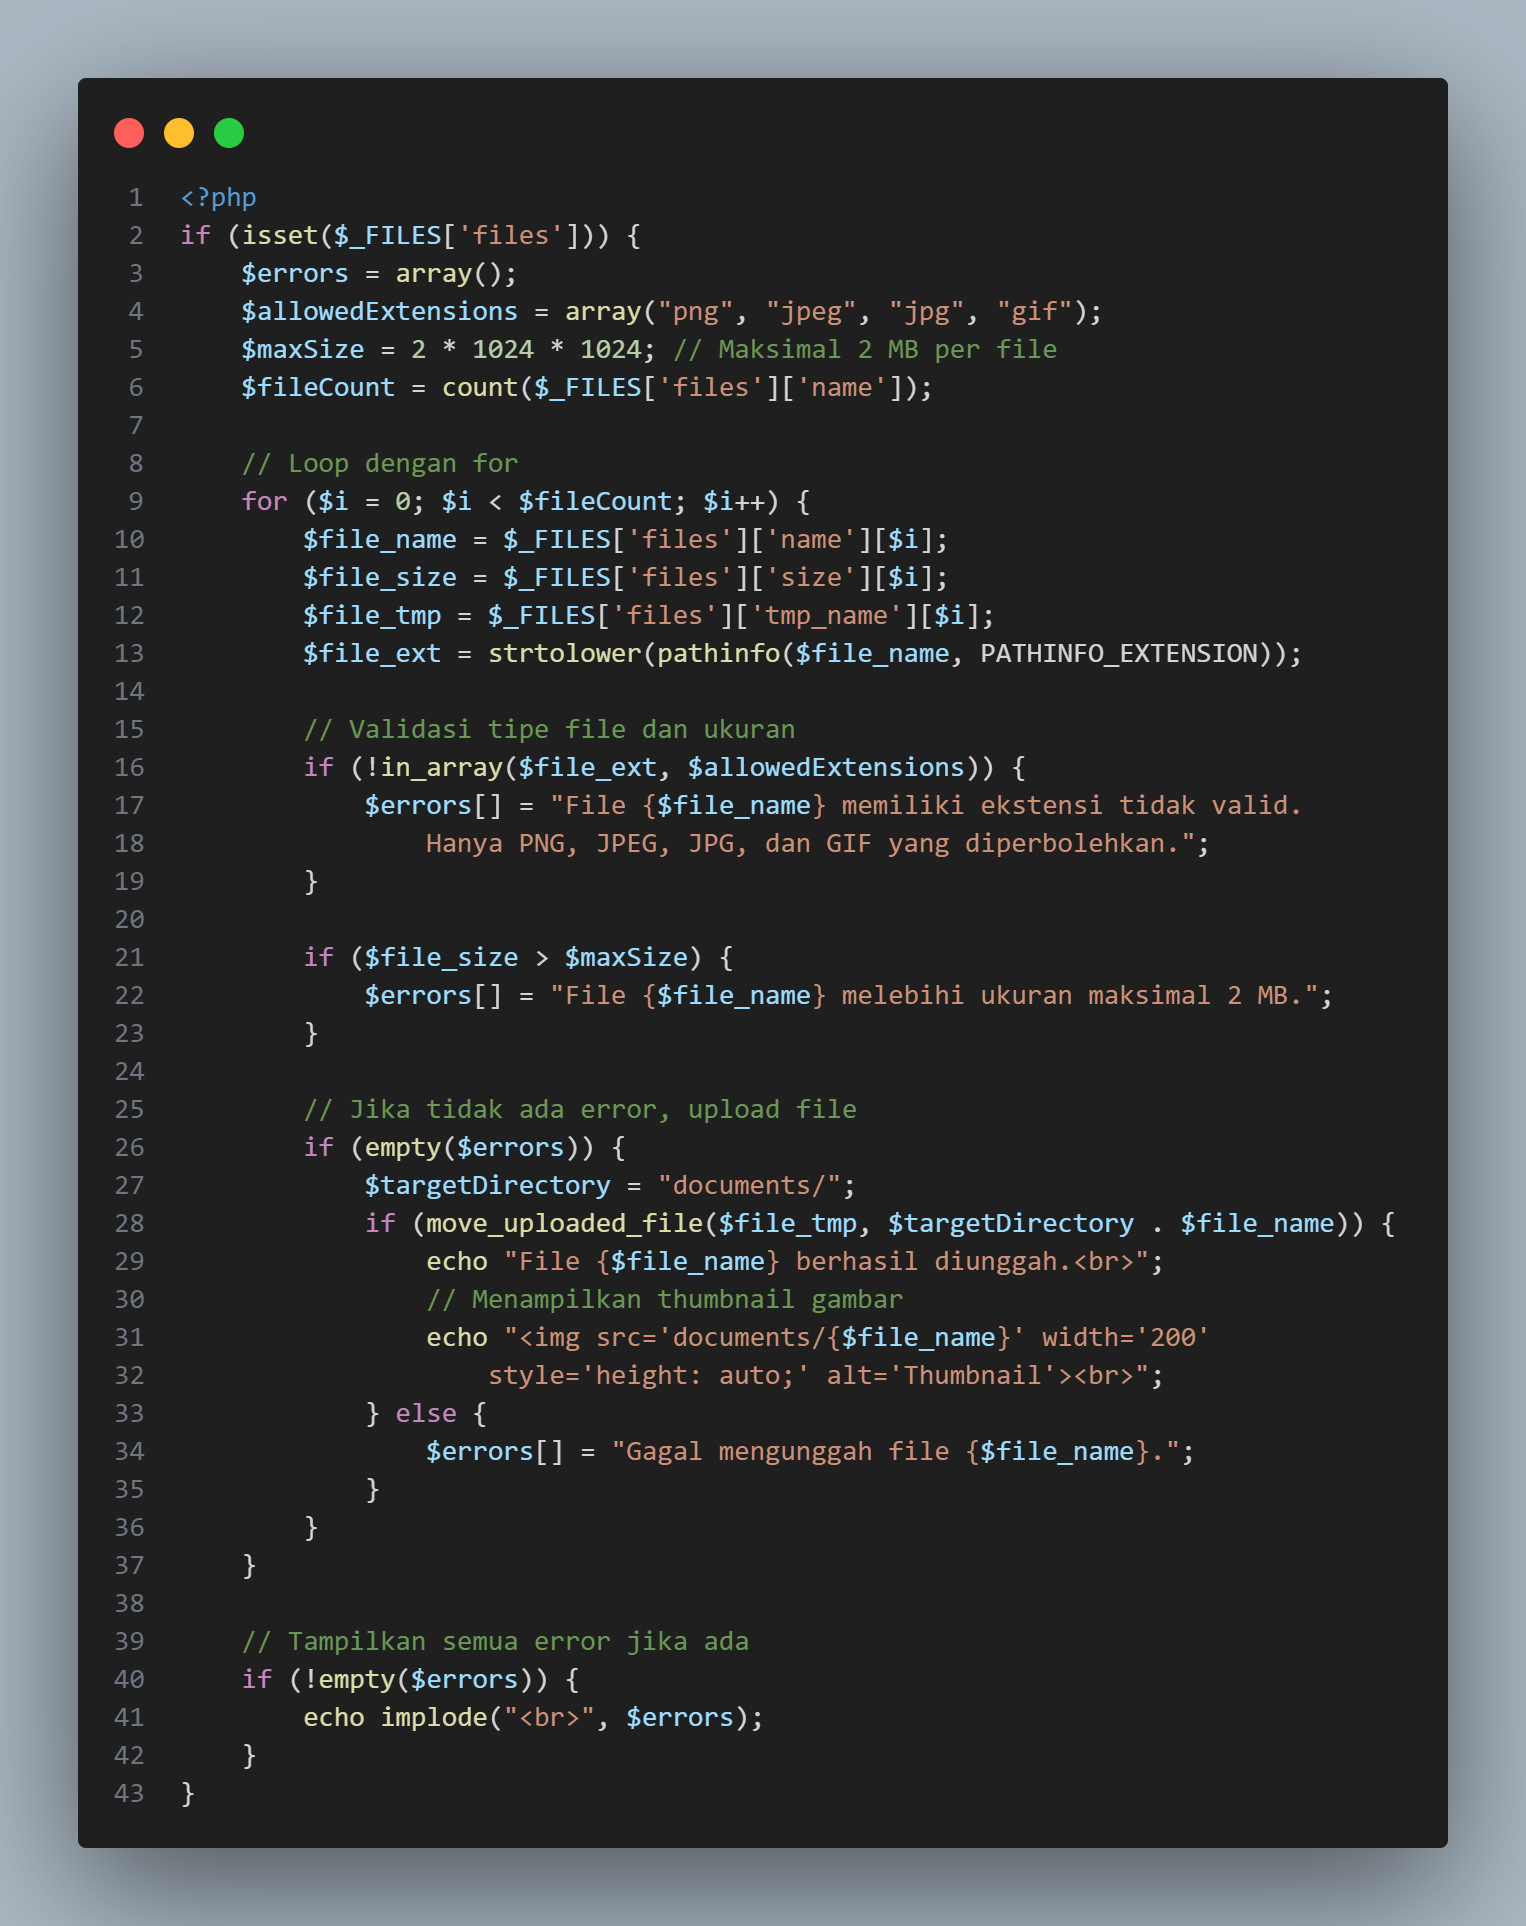 1 <?php
2 if (isset($_FILES['files'])) {
3     $errors = array();
4     $allowedExtensions = array("png", "jpeg", "jpg", "gif");
5     $maxSize = 2 * 1024 * 1024; // Maksimal 2 MB per file
6     $fileCount = count($_FILES['files']['name']);
7
8     // Loop dengan for
9     for ($i = 0; $i < $fileCount; $i++) {
10         $file_name = $_FILES['files']['name'][$i];
11         $file_size = $_FILES['files']['size'][$i];
12         $file_tmp = $_FILES['files']['tmp_name'][$i];
13         $file_ext = strtolower(pathinfo($file_name, PATHINFO_EXTENSION));
14
15         // Validasi tipe file dan ukuran
16         if (!in_array($file_ext, $allowedExtensions)) {
17             $errors[] = "File {$file_name} memiliki ekstensi tidak valid.
18                 Hanya PNG, JPEG, JPG, dan GIF yang diperbolehkan.";
19         }
20
21         if ($file_size > $maxSize) {
22             $errors[] = "File {$file_name} melebihi ukuran maksimal 2 MB.";
23         }
24
25         // Jika tidak ada error, upload file
26         if (empty($errors)) {
27             $targetDirectory = "documents/";
28             if (move_uploaded_file($file_tmp, $targetDirectory . $file_name)) {
29                 echo "File {$file_name} berhasil diunggah.<br>";
30                 // Menampilkan thumbnail gambar
31                 echo "<img src='documents/{$file_name}' width='200'
32                     style='height: auto;' alt='Thumbnail'><br>";
33             } else {
34                 $errors[] = "Gagal mengunggah file {$file_name}.";
35             }
36         }
37     }
38
39     // Tampilkan semua error jika ada
40     if (!empty($errors)) {
41         echo implode("<br>", $errors);
42     }
43 }